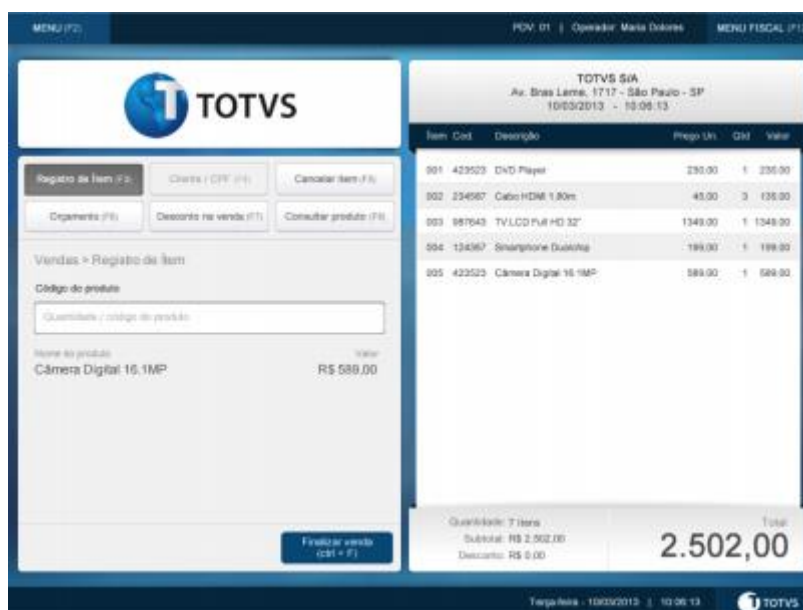 MENU (F2)
PDV: 01 | Operador: Maria Dolores
MENU FISCAL (F1
TOTVS
TOTVS S/A
Av. Bras Leme, 1717 - São Paulo - SP
10/03/2013 - 10:06:13
Ítem Cod. Descrição Preço Un. Qtd Valor
001 423523 DVD Player 230,00 1 230,00
002 234567 Cabo HDMI 1,80m 45,00 3 135,00
003 987643 TV LCD Full HD 32" 1349,00 1 1349,00
004 124367 Smartphone Dualchip 199,00 1 199,00
005 423523 Câmera Digital 16.1MP 589,00 1 589,00
Registro de Ítem (F3)
Cliente / CPF (F4)
Cancelar item
Orçamento (F6)
Desconto na venda (F7)
Consultar produto (F8)
Vendas > Registro de Ítem
Código do produto
Quantidade / código do produto
Nome do produto Valor
Câmera Digital 16.1MP R$ 589,00
Finalizar venda
(ctrl + F)
Quantidade: 7 itens
Subtotal: R$ 2.502,00
Desconto: R$ 0,00
Total
2.502,00
Terça-feira - 10/03/2013 | 10:06:13
TOTVS